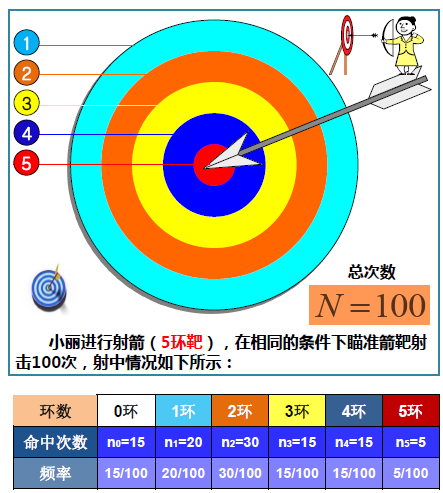 1
2
3
4
5
总次数
N=100
小丽进行射箭（5环靶），在相同的条件下瞄准箭靶射
击100次，射中情况如下所示：
环数 0环 1环 2环 3环 4环 5环
命中次数 n₀=15 n₁=20 n₂=30 n₃=15 n₄=15 n₅=5
频率 15/100 20/100 30/100 15/100 15/100 5/100